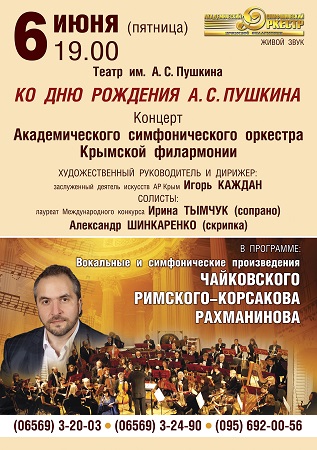 6 ИЮНЯ (пятница)
19.00
АКАДЕМИЧЕСКИЙ СИМФОНИЧЕСКИЙ
ОРКЕСТР
ЖИВОЙ ЗВУК
Театр им. А.С.Пушкина
КО ДНЮ РОЖДЕНИЯ А.С.ПУШКИНА
Концерт
Академического симфонического оркестра
Крымской филармонии
ХУДОЖЕСТВЕННЫЙ РУКОВОДИТЕЛЬ И ДИРИЖЕР:
заслуженный деятель искусств АР Крым Игорь КАЖДАН
СОЛИСТЫ:
лауреат Международного конкурса Ирина ТЫМЧУК (сопрано)
Александр ШИНКАРЕНКО (скрипка)
В ПРОГРАММЕ:
Вокальные и симфонические произведения
ЧАЙКОВСКОГО
РИМСКОГО-КОРСАКОВА
РАХМАНИНОВА
(06569) 3-20-03 • (06569) 3-24-90 • (095) 692-00-56